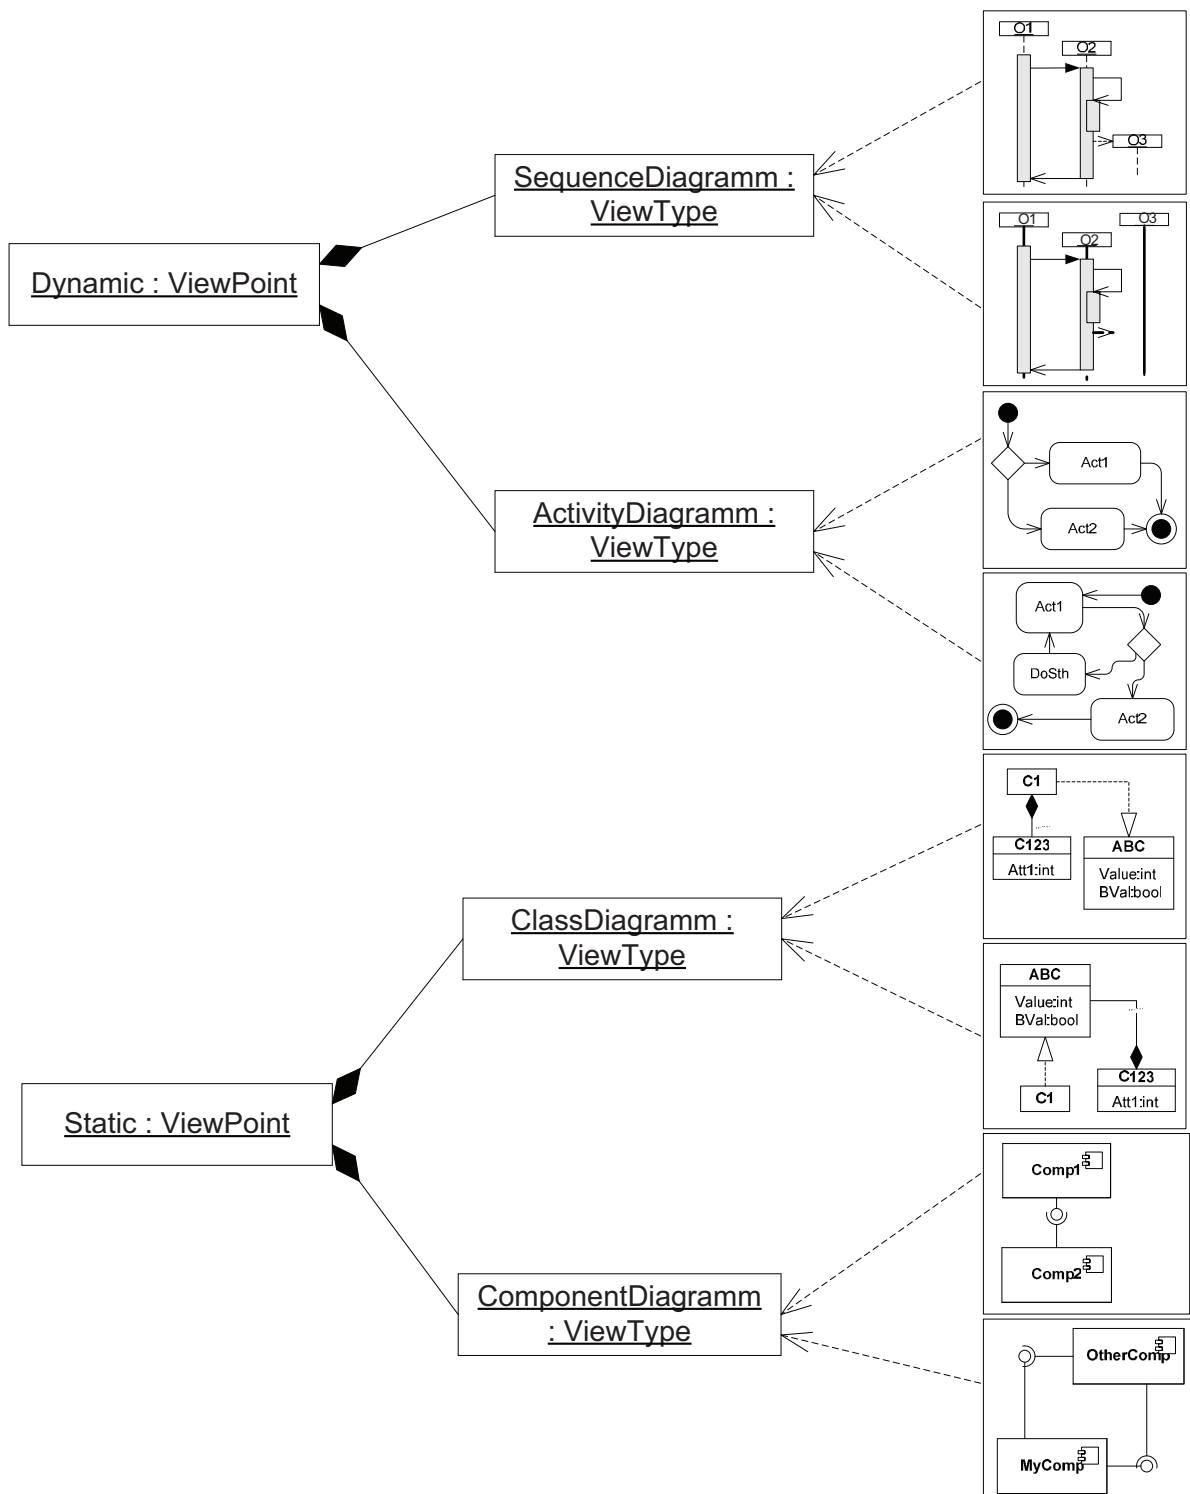 O1
O2
O3
SequenceDiagramm :
ViewType
O1
O3
O2
Dynamic : ViewPoint
Act1
Act2
ActivityDiagramm :
ViewType
Act1
DoSth
Act2
C1
C123
Att1:int
ABC
Value:int
BVal:bool
ClassDiagramm :
ViewType
ABC
Value:int
BVal:bool
C123
Att1:int
C1
Static : ViewPoint
Comp1
Comp2
ComponentDiagramm
: ViewType
OtherComp
MyComp